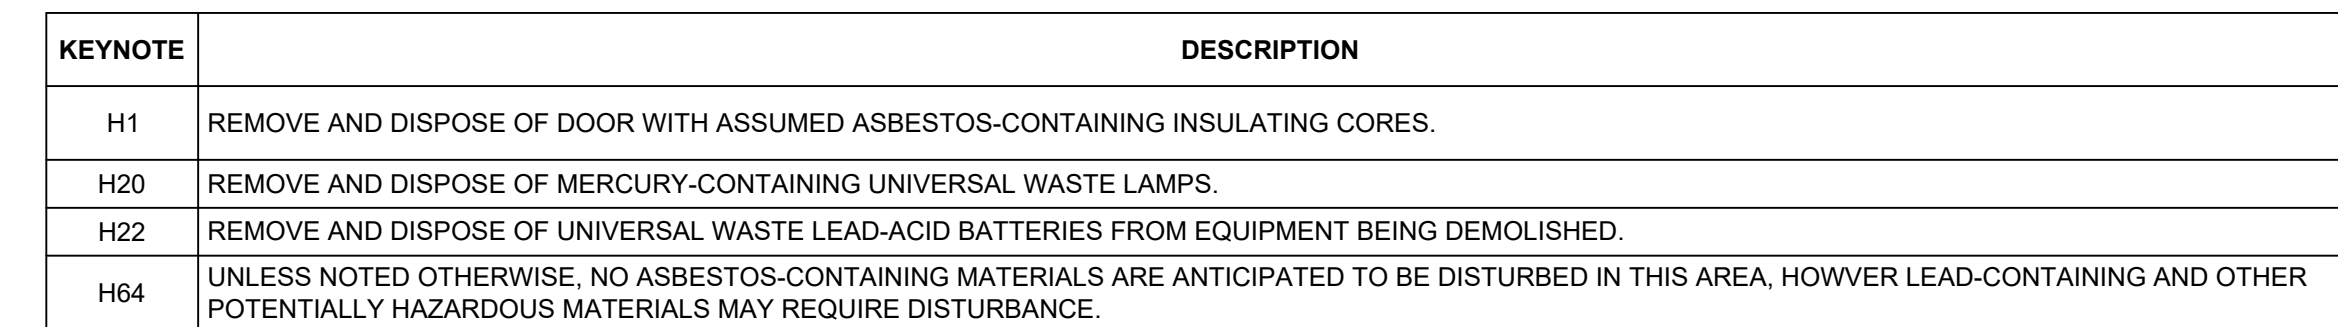 KEYNOTE DESCRIPTION
H1 REMOVE AND DISPOSE OF DOOR WITH ASSUMED ASBESTOS-CONTAINING INSULATING CORES.
H20 REMOVE AND DISPOSE OF MERCURY-CONTAINING UNIVERSAL WASTE LAMPS.
H22 REMOVE AND DISPOSE OF UNIVERSAL WASTE LEAD-ACID BATTERIES FROM EQUIPMENT BEING DEMOLISHED.
H64 UNLESS NOTED OTHERWISE, NO ASBESTOS-CONTAINING MATERIALS ARE ANTICIPATED TO BE DISTURBED IN THIS AREA, HOWVER LEAD-CONTAINING AND OTHER
POTENTIALLY HAZARDOUS MATERIALS MAY REQUIRE DISTURBANCE.